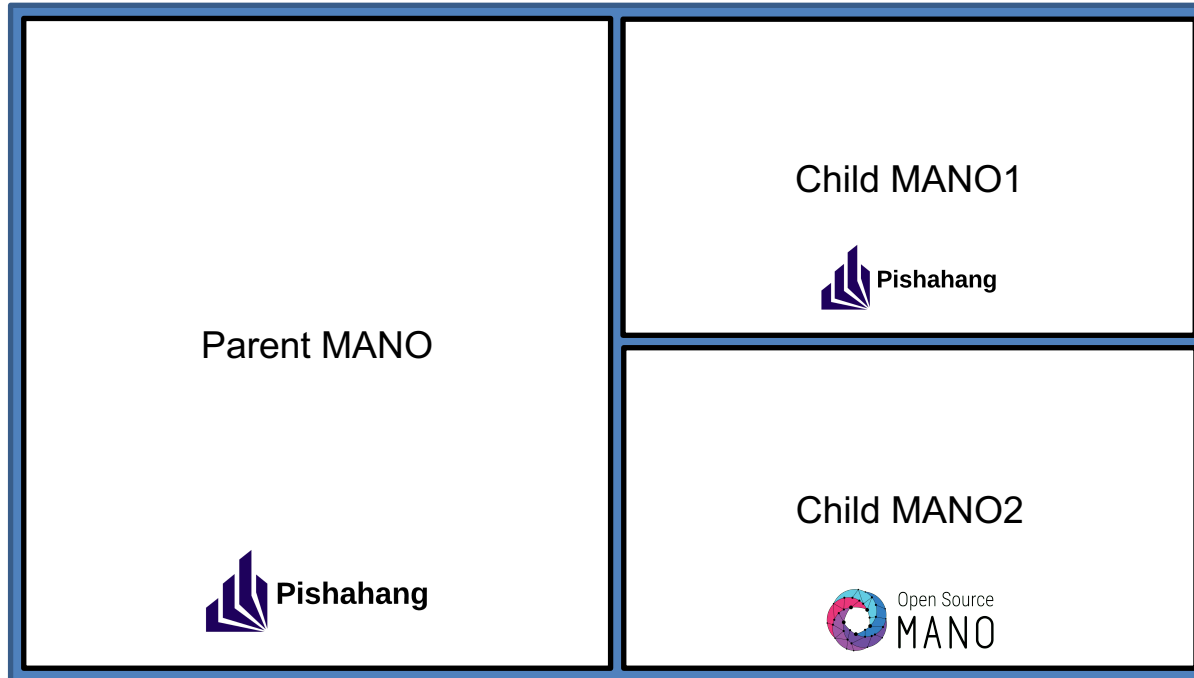 Parent MANO
Pishahang
Child MANO1
Pishahang
Child MANO2
Open Source
MANO